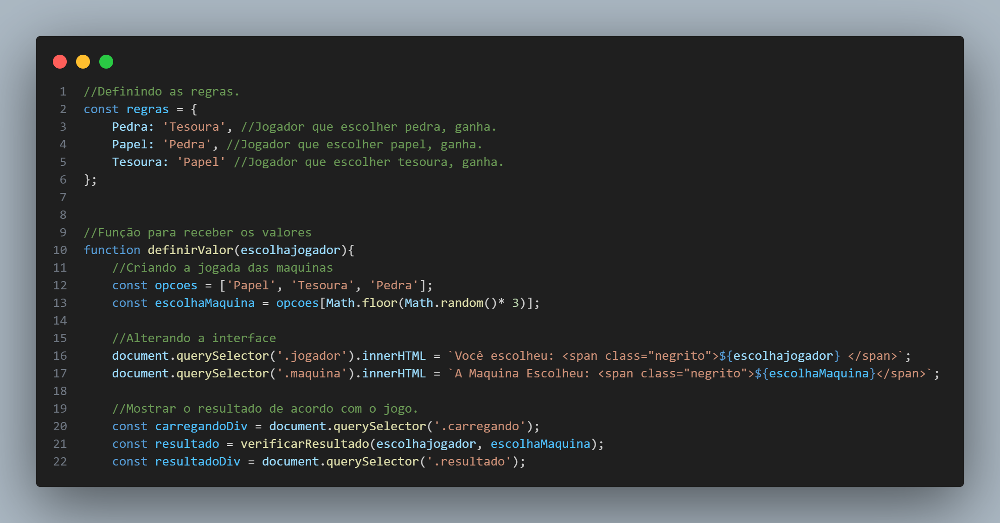 1 //Definindo as regras.
2 const regras = {
3     Pedra: 'Tesoura', //Jogador que escolher pedra, ganha.
4     Papel: 'Pedra', //Jogador que escolher papel, ganha.
5     Tesoura: 'Papel' //Jogador que escolher tesoura, ganha.
6 };
7
8
9 //Função para receber os valores
10 function definirValor(escolhajogador){
11     //Criando a jogada das maquinas
12     const opcoes = ['Papel', 'Tesoura', 'Pedra'];
13     const escolhaMaquina = opcoes[Math.floor(Math.random()* 3)];
14
15     //Alterando a interface
16     document.querySelector('.jogador').innerHTML = `Você escolheu: <span class="negrito">${escolhajogador} </span>`;
17     document.querySelector('.maquina').innerHTML = `A Maquina Escolheu: <span class="negrito">${escolhaMaquina}</span>`;
18
19     //Mostrar o resultado de acordo com o jogo.
20     const carregandoDiv = document.querySelector('.carregando');
21     const resultado = verificarResultado(escolhajogador, escolhaMaquina);
22     const resultadoDiv = document.querySelector('.resultado');